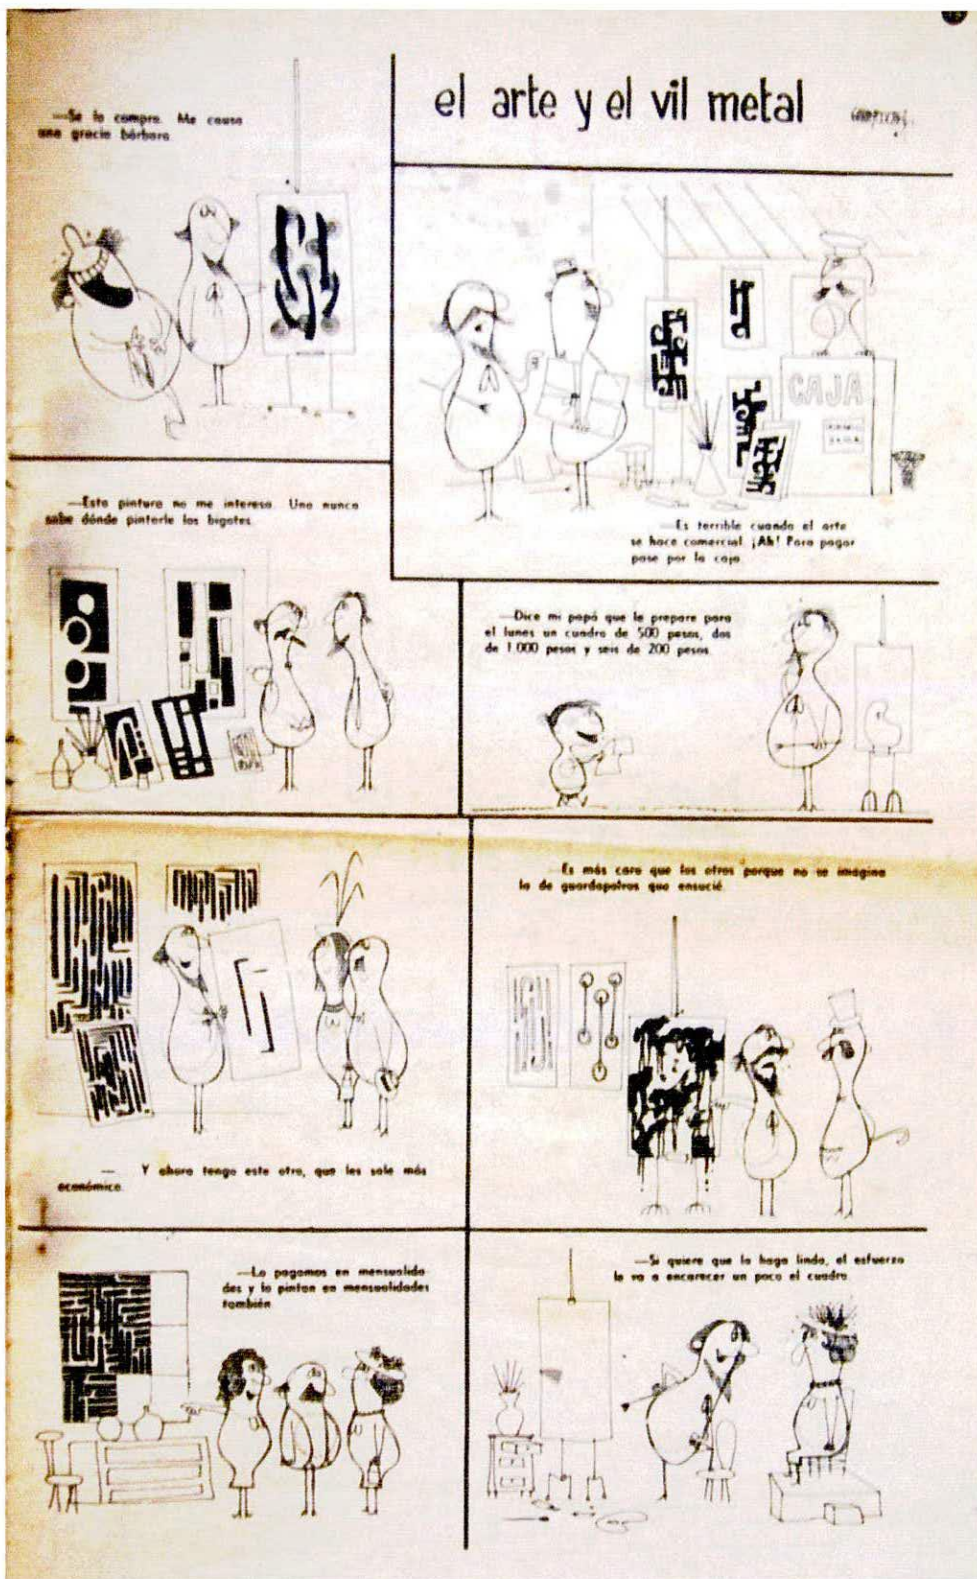 el arte y el vil metal
—Se lo compro. Me causa
una gracia bárbara.
CAJA
—Es terrible cuando el arte
se hace comercial. ¡Ah! Para pagar
pase por la caja.
—Esta pintura no me interesa. Uno nunca
sabe dónde pintarle los bigotes.
—Dice mi papá que le prepare para
el lunes un cuadro de 500 pesos, dos
de 1.000 pesos y seis de 200 pesos.
— Y ahora tengo este otro, que les sale más
económico.
—Es más caro que los otros porque no se imagina
la de guardapolvos que ensucié.
—Lo pagamos en mensualida
des y lo pintan en mensualidades
también.
—Si quiere que la haga linda, el esfuerzo
le va a encarecer un poco el cuadro.